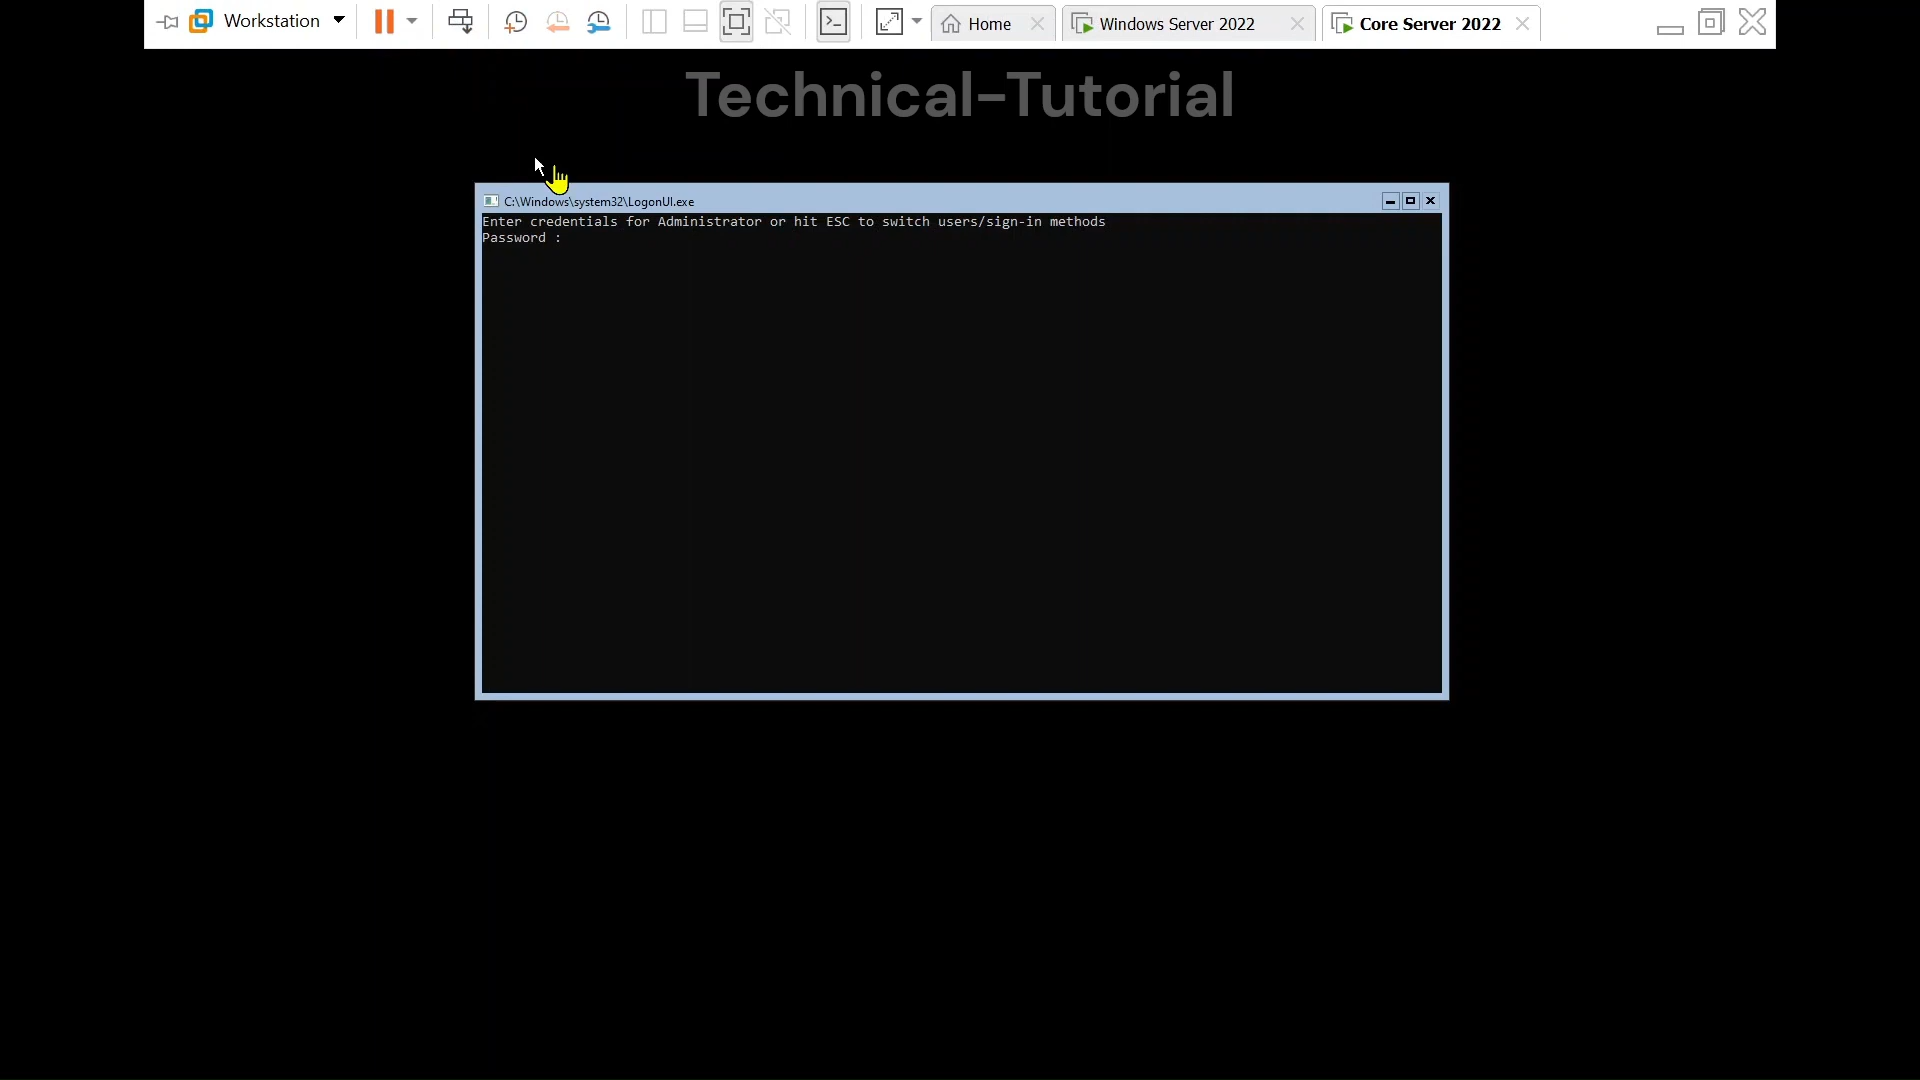 Workstation
Home
Windows Server 2022
Core Server 2022
Technical-Tutorial
C:\Windows\system32\LogonUI.exe
Enter credentials for Administrator or hit ESC to switch users/sign-in methods
Password :